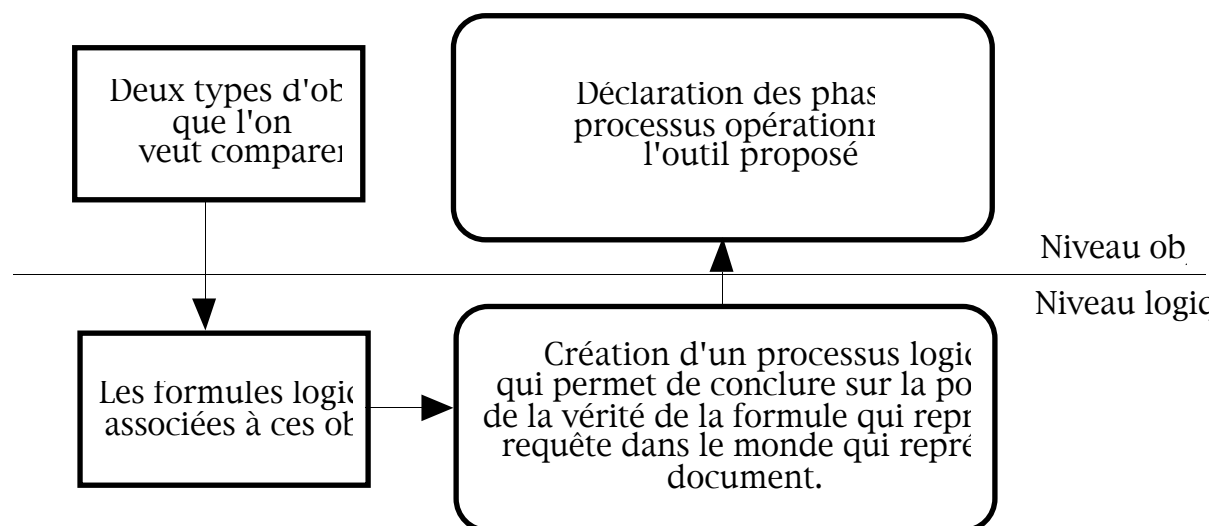 Deux types d'ob
que l'on
veut comparer
Déclaration des phas
processus opérationn
l'outil proposé
Niveau ob
Niveau logiq
Les formules logic
associées à ces ob
Création d'un processus logic
qui permet de conclure sur la po
de la vérité de la formule qui repr
requête dans le monde qui repré
document.